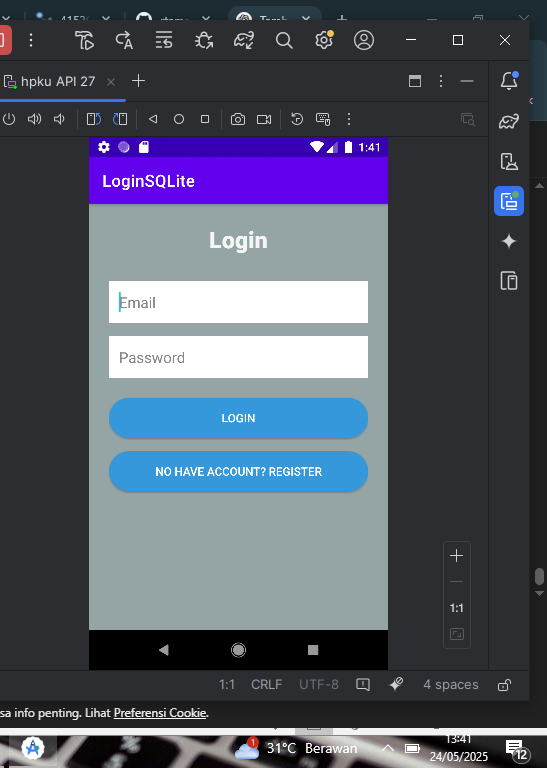 hpku API 27
1:41
LoginSQLite
Login
Email
Password
LOGIN
NO HAVE ACCOUNT? REGISTER
1:1
1:1 CRLF UTF-8 4 spaces
sa info penting. Lihat Preferensi Cookie.
1 31°C Berawan
13:41
24/05/2025
12